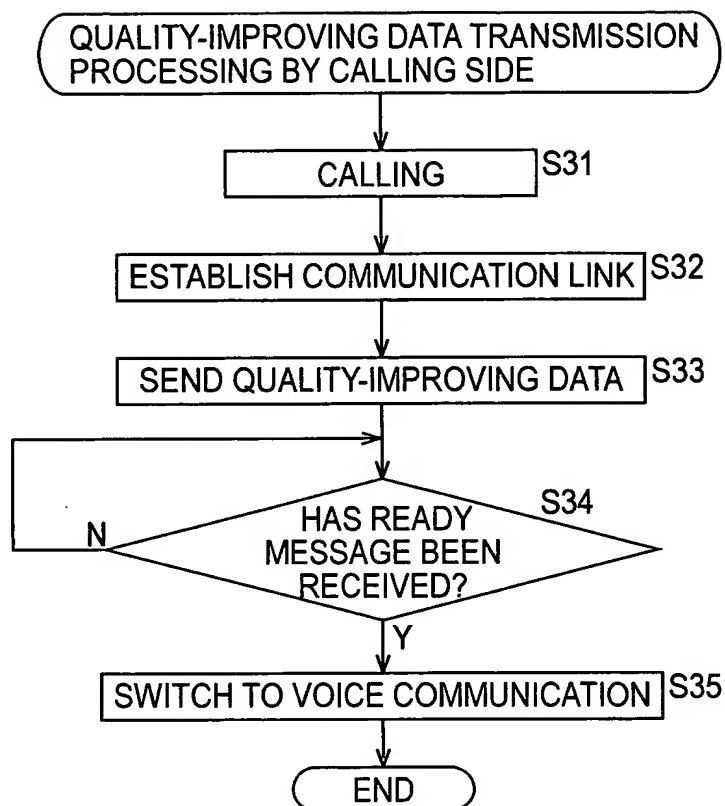 QUALITY-IMPROVING DATA TRANSMISSION
PROCESSING BY CALLING SIDE
CALLING
S31
ESTABLISH COMMUNICATION LINK
S32
SEND QUALITY-IMPROVING DATA
S33
S34
HAS READY
MESSAGE BEEN
RECEIVED?
N
Y
SWITCH TO VOICE COMMUNICATION
S35
END